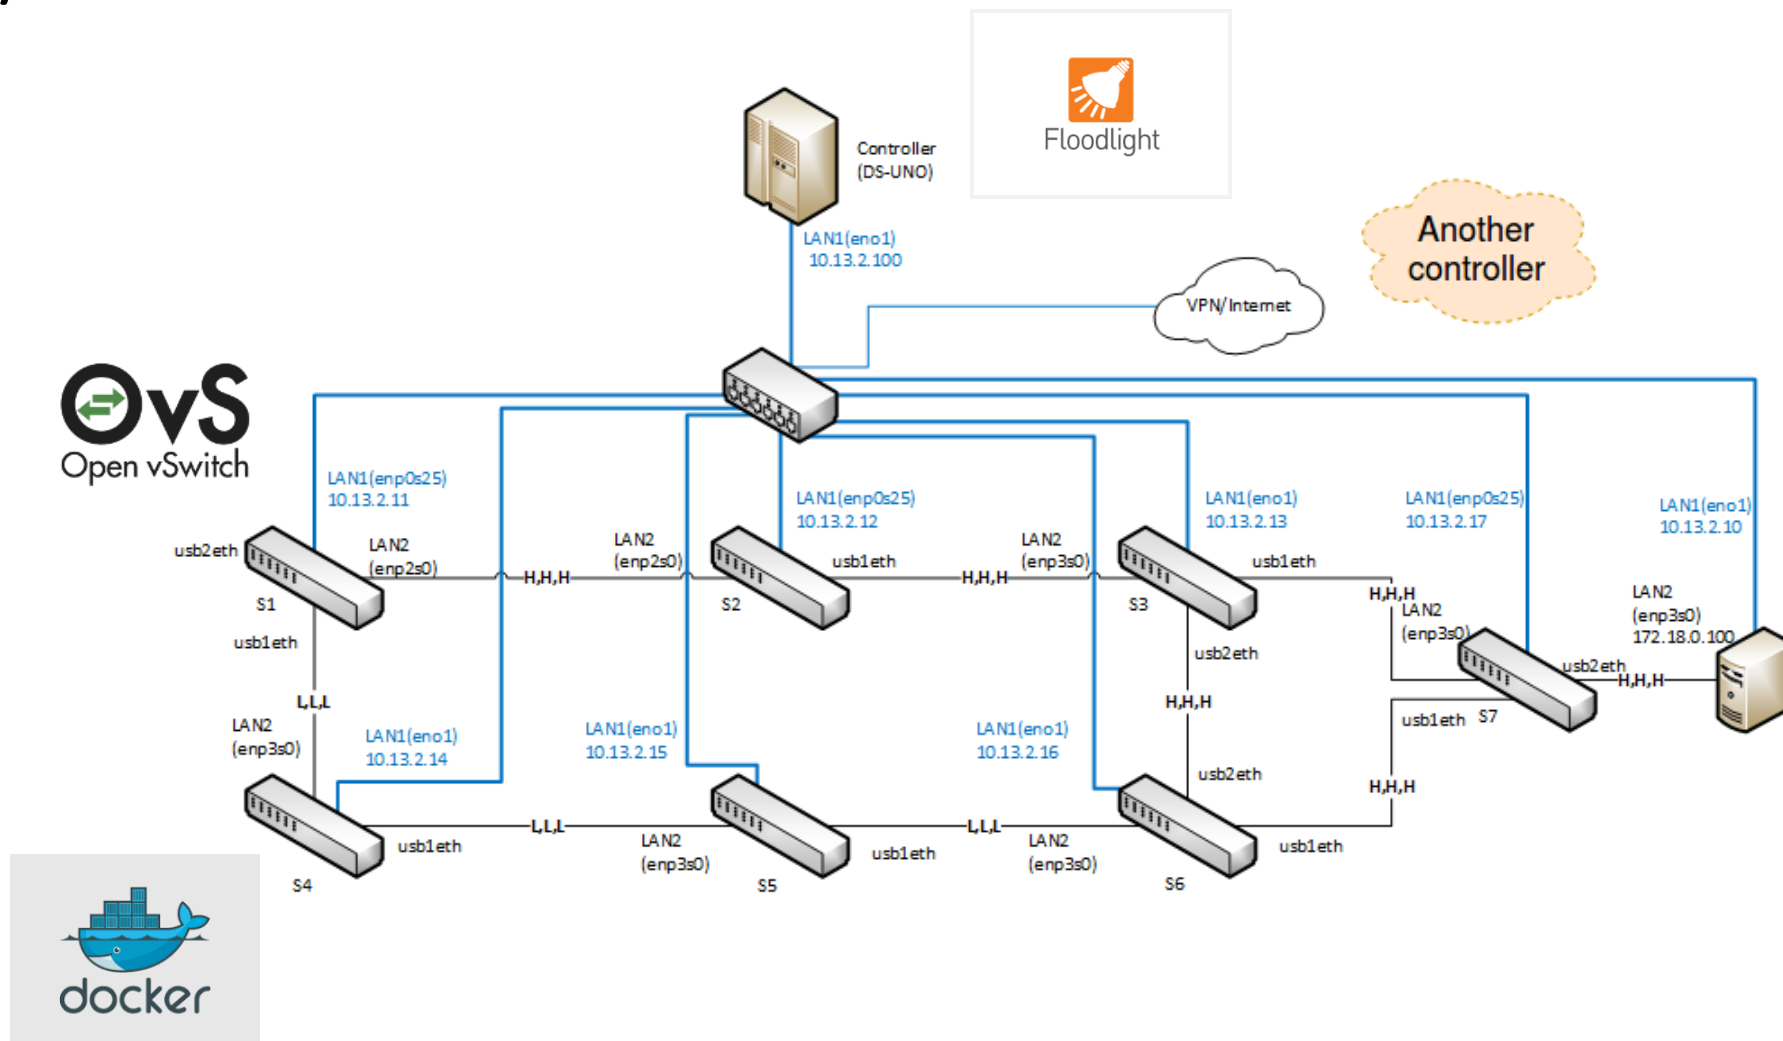 Floodlight
Controller
(DS-UNO)
Another
controller
LAN1(eno1)
10.13.2.100
VPN/Internet
OvS
Open vSwitch
LAN1(enp0s25)
10.13.2.11
LAN1(enp0s25)
10.13.2.12
LAN1(eno1)
10.13.2.13
LAN1(enp0s25)
10.13.2.17
LAN1(eno1)
10.13.2.10
usb2eth
LAN2
(enp2s0)
H,H,H
LAN2
(enp2s0)
usb1eth
H,H,H
LAN2
(enp3s0)
usb1eth
H,H,H
S1
S2
S3
LAN2
(enp3s0)
LAN2
(enp3s0)
172.18.0.100
usb1eth
usb2eth
usb2eth
H,H,H
L,L,L
H,H,H
usb1eth
S7
LAN2
(enp3s0)
LAN1(eno1)
10.13.2.14
LAN1(eno1)
10.13.2.15
LAN1(eno1)
10.13.2.16
usb2eth
H,H,H
L,L,L
L,L,L
usb1eth
LAN2
(enp3s0)
usb1eth
LAN2
(enp3s0)
usb1eth
S4
S5
S6
docker